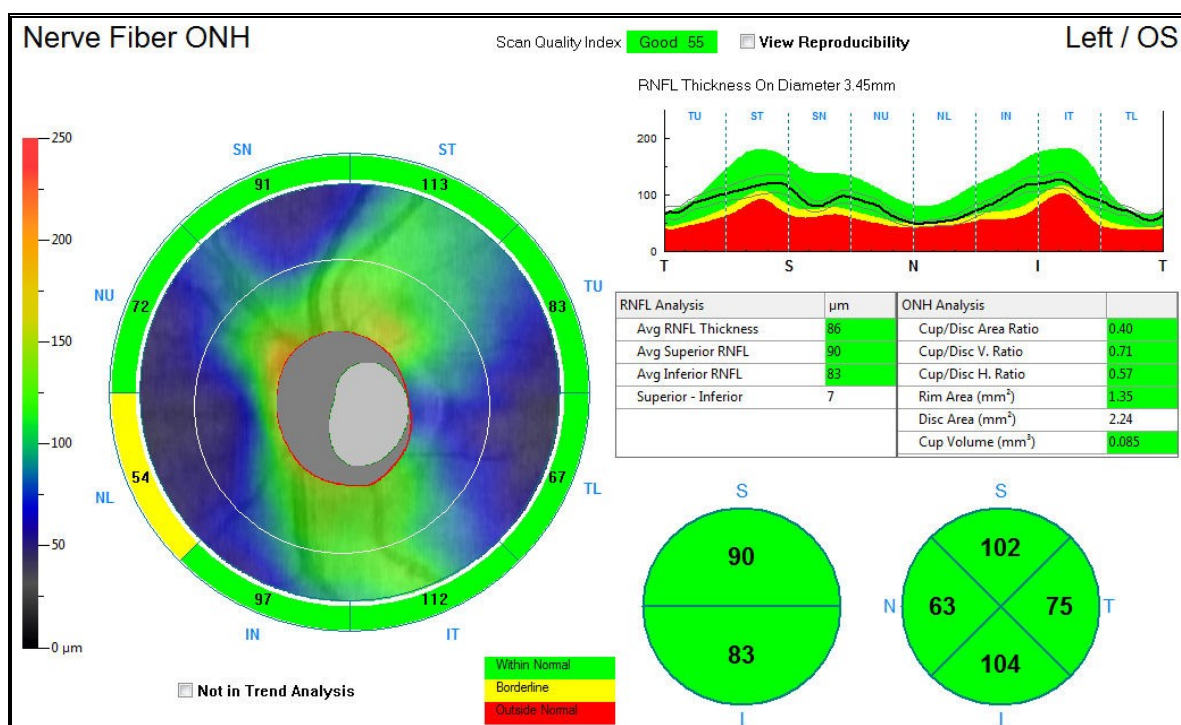 Nerve Fiber ONH
Scan Quality Index Good 55 View Reproducibility
Left / OS
RNFL Thickness On Diameter 3.45mm
250
200
150
100
50
0 µm
SN
ST
NU
TU
NL
TL
IN
IT
91
113
72
83
54
67
97
112
TU ST SN NU NL IN IT TL
200
100
0
T S N I T
RNFL Analysis µm
Avg RNFL Thickness 86
Avg Superior RNFL 90
Avg Inferior RNFL 83
Superior - Inferior 7
ONH Analysis
Cup/Disc Area Ratio 0.40
Cup/Disc V. Ratio 0.71
Cup/Disc H. Ratio 0.57
Rim Area (mm²) 1.35
Disc Area (mm²) 2.24
Cup Volume (mm³) 0.085
Not in Trend Analysis
Within Normal
Borderline
Outside Normal
S
90
83
I
S
102
N 63 75 T
104
I